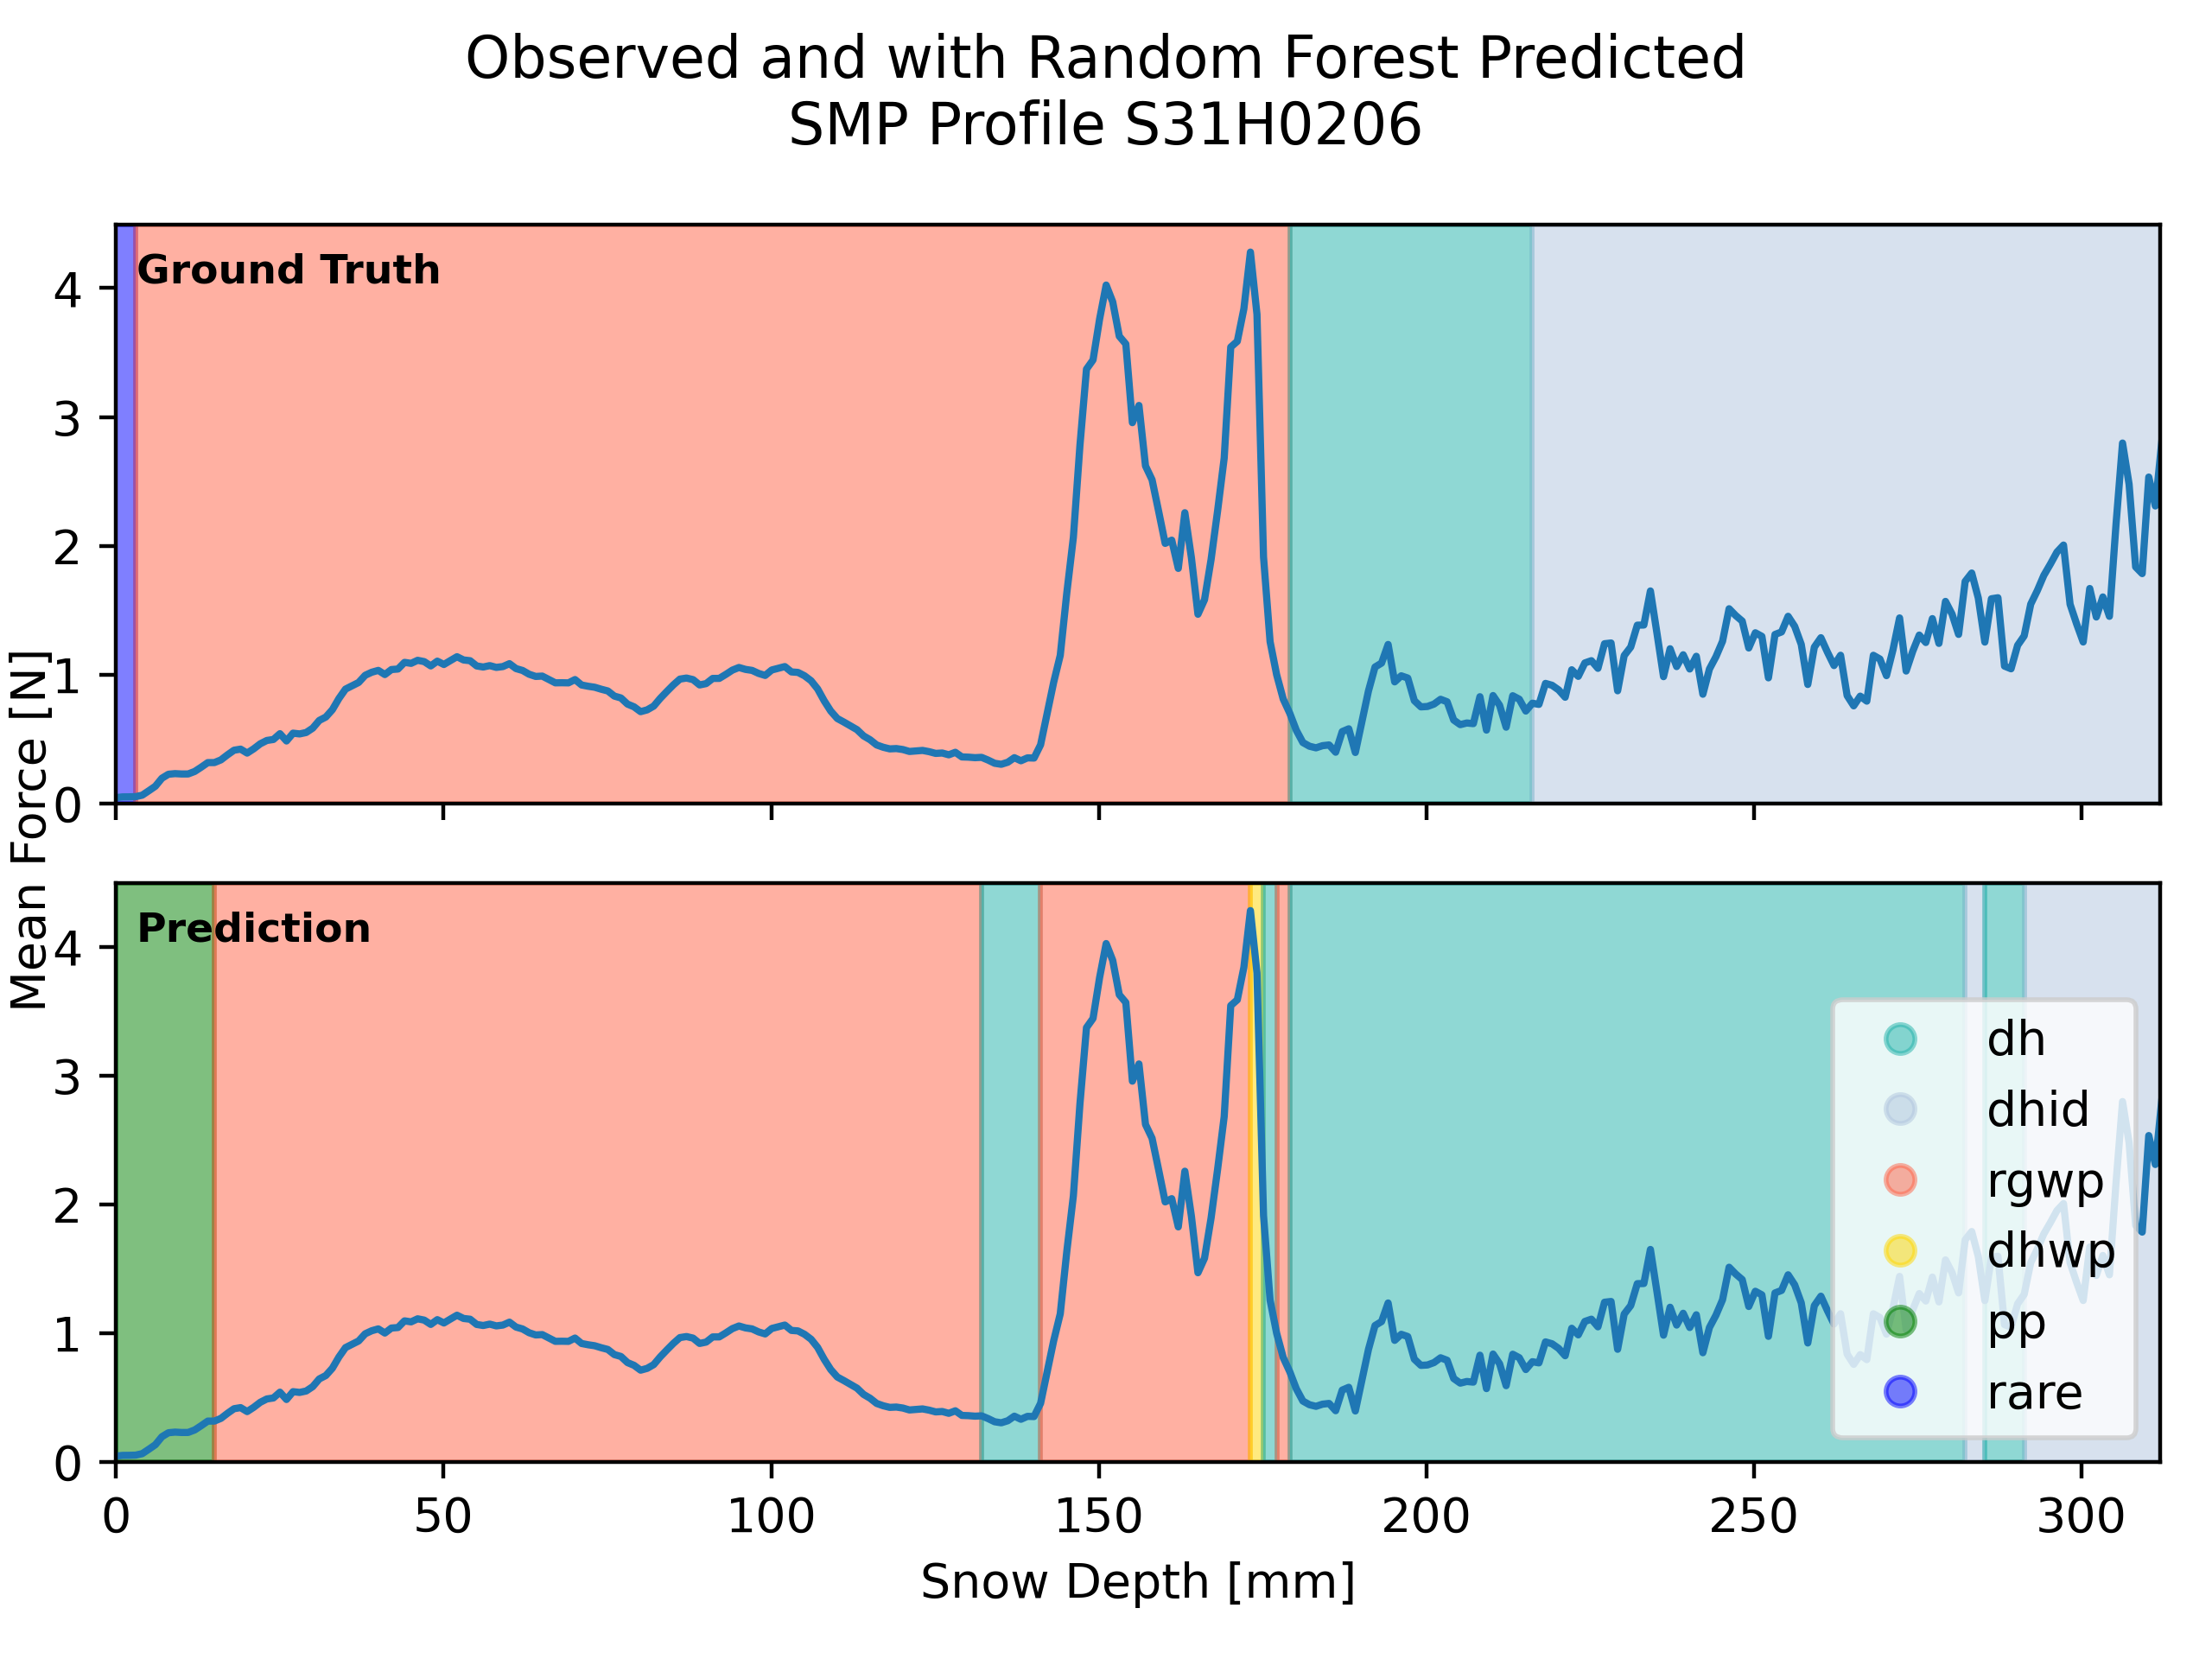 Observed and with Random Forest Predicted
SMP Profile S31H0206
Ground Truth
4
3
2
1
0
Mean Force [N]
Prediction
4
3
2
1
0
dh
dhid
rgwp
dhwp
pp
rare
0 50 100 150 200 250 300
Snow Depth [mm]